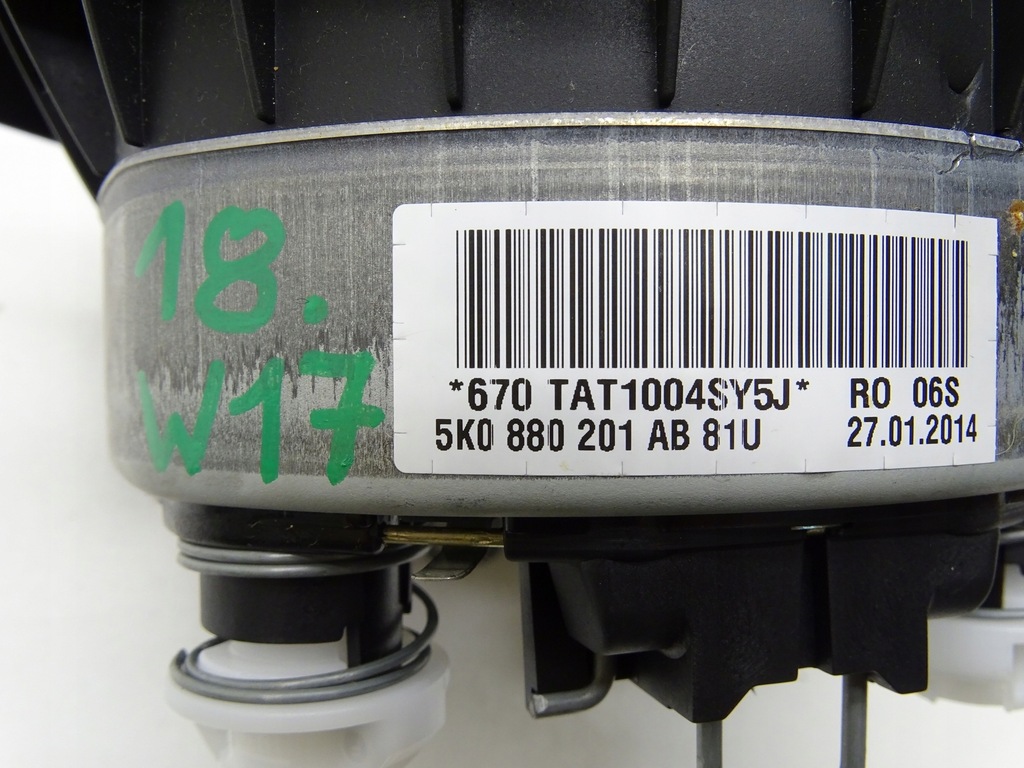 18.
W17
*670 TAT1004SY5J* RO 06S
5K0 880 201 AB 81U 27.01.2014